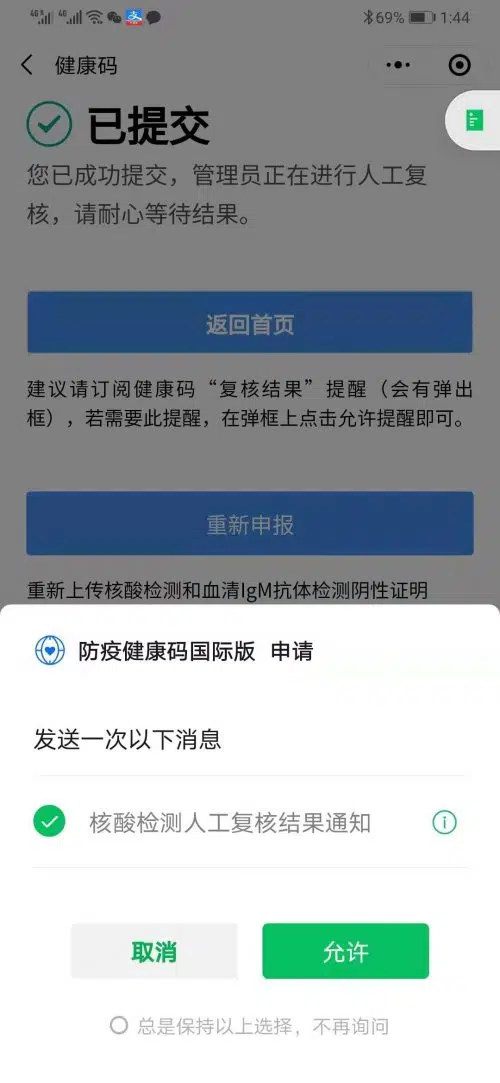 4G 4G 69% 1:44
健康码
已提交
您已成功提交，管理员正在进行人工复
核，请耐心等待结果。
返回首页
建议请订阅健康码“复核结果”提醒（会有弹出
框），若需要此提醒，在弹框上点击允许提醒即可。
重新申报
重新上传核酸检测和血清IgM抗体检测阴性证明
防疫健康码国际版 申请
发送一次以下消息
核酸检测人工复核结果通知
取消 允许
总是保持以上选择，不再询问